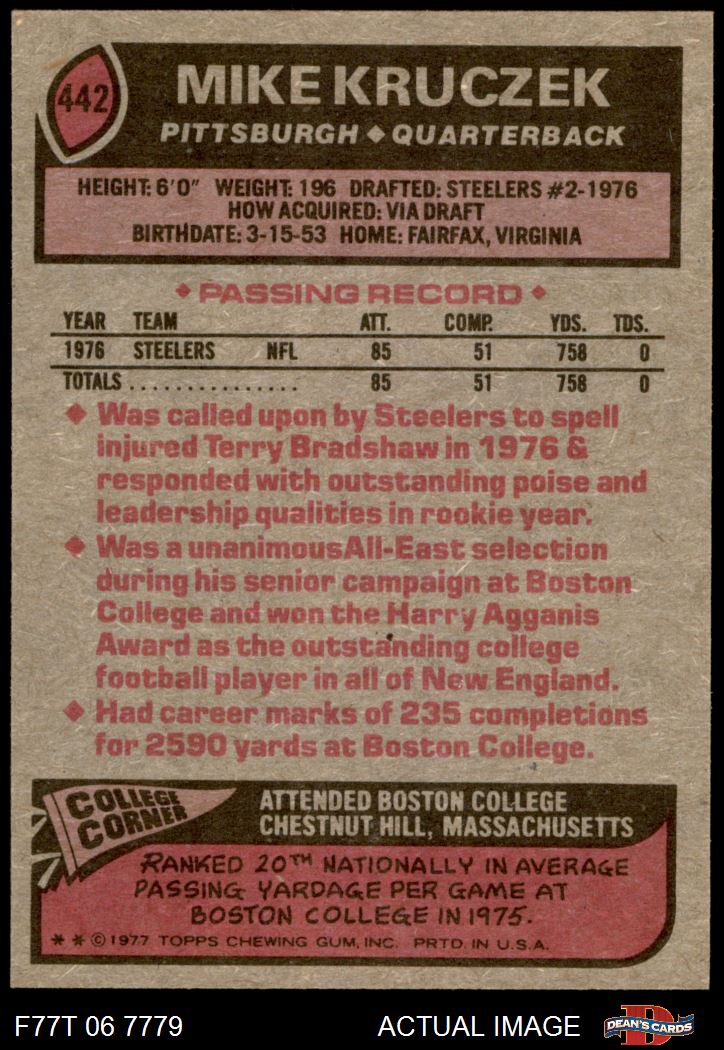 442
MIKE KRUCZEK
PITTSBURGH ◆ QUARTERBACK
HEIGHT: 6'0" WEIGHT: 196 DRAFTED: STEELERS #2-1976
HOW ACQUIRED: VIA DRAFT
BIRTHDATE: 3-15-53 HOME: FAIRFAX, VIRGINIA
◆ PASSING RECORD ◆
YEAR TEAM ATT. COMP. YDS. TDS.
1976 STEELERS NFL 85 51 758 0
TOTALS . . . . . . . . . . . . . . . 85 51 758 0
◆ Was called upon by Steelers to spell
injured Terry Bradshaw in 1976 &
responded with outstanding poise and
leadership qualities in rookie year.
◆ Was a unanimous All-East selection
during his senior campaign at Boston
College and won the Harry Agganis
Award as the outstanding college
football player in all of New England.
◆ Had career marks of 235 completions
for 2590 yards at Boston College.
COLLEGE
CORNER
ATTENDED BOSTON COLLEGE
CHESTNUT HILL, MASSACHUSETTS
RANKED 20TH NATIONALLY IN AVERAGE
PASSING YARDAGE PER GAME AT
BOSTON COLLEGE IN 1975.
* * © 1977 TOPPS CHEWING GUM, INC. PRTD. IN U.S.A.
F77T 06 7779 ACTUAL IMAGE
D
DEAN'S CARDS